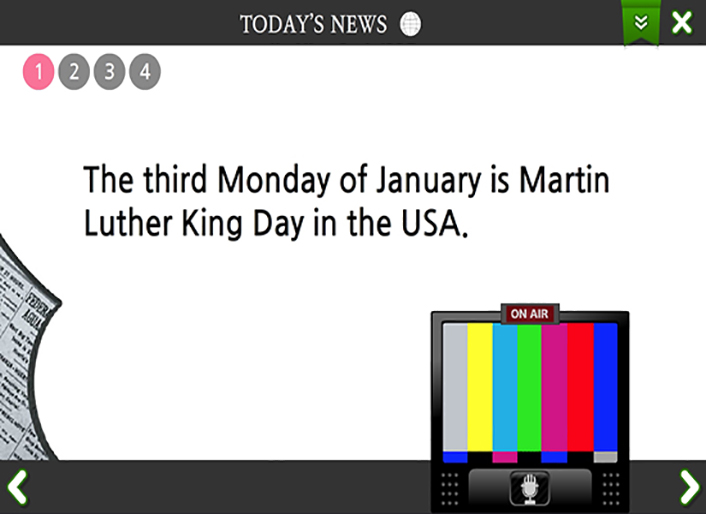 TODAY'S NEWS
1 2 3 4
The third Monday of January is Martin
Luther King Day in the USA.
ON AIR